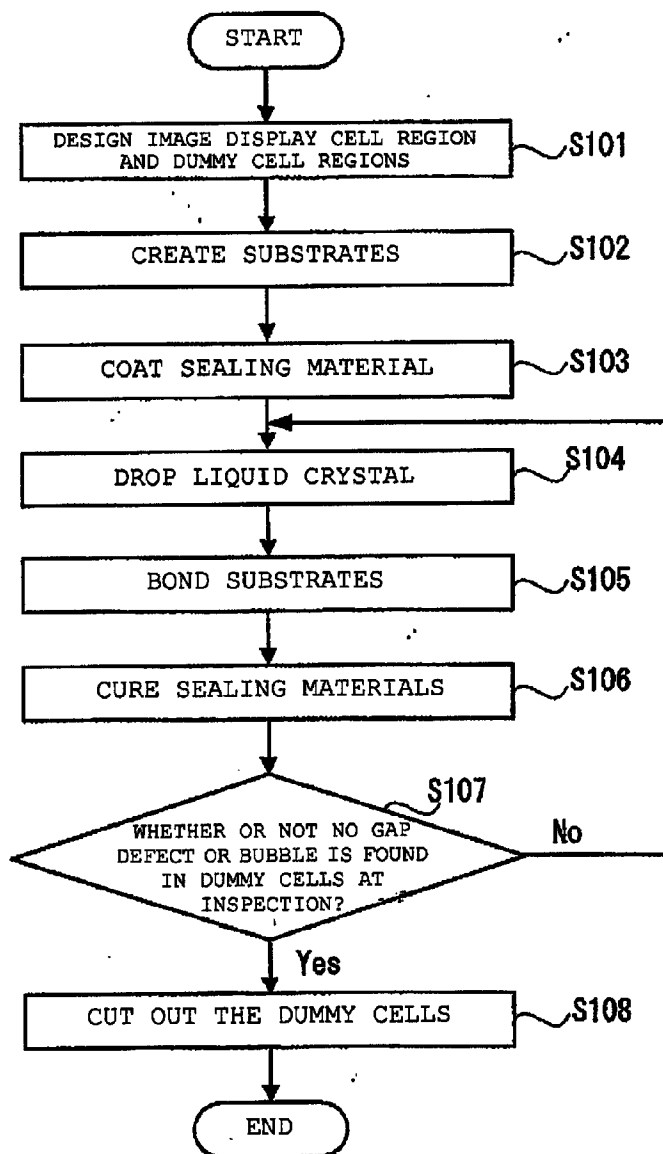 START
DESIGN IMAGE DISPLAY CELL REGION
AND DUMMY CELL REGIONS
S101
CREATE SUBSTRATES
S102
COAT SEALING MATERIAL
S103
DROP LIQUID CRYSTAL
S104
BOND SUBSTRATES
S105
CURE SEALING MATERIALS
S106
S107
WHETHER OR NOT NO GAP
DEFECT OR BUBBLE IS FOUND
IN DUMMY CELLS AT
INSPECTION?
No
Yes
CUT OUT THE DUMMY CELLS
S108
END